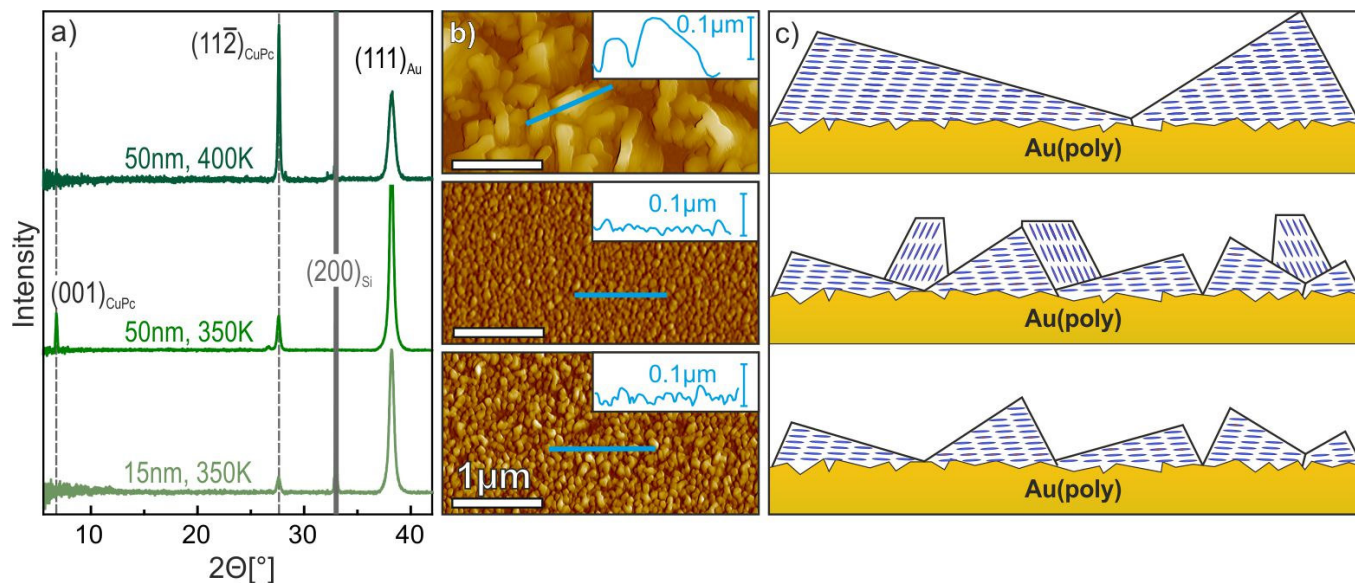 a)
(112̅)CuPc
(111)Au
50nm, 400K
(200)Si
(001)CuPc
50nm, 350K
15nm, 350K
Intensity
10
20
30
40
2Θ[°]
b)
0.1µm
0.1µm
0.1µm
1µm
c)
Au(poly)
Au(poly)
Au(poly)